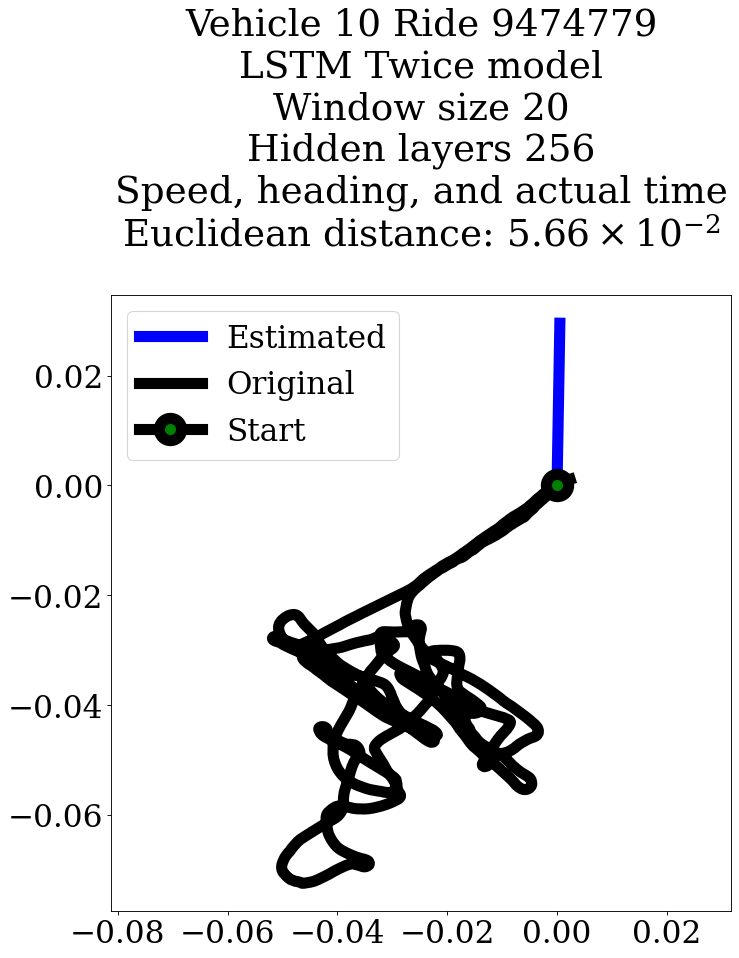 Vehicle 10 Ride 9474779
LSTM Twice model
Window size 20
Hidden layers 256
Speed, heading, and actual time
Euclidean distance: 5.66 × 10⁻²
Estimated
Original
Start
0.02
0.00
−0.02
−0.04
−0.06
−0.08 −0.06 −0.04 −0.02 0.00 0.02